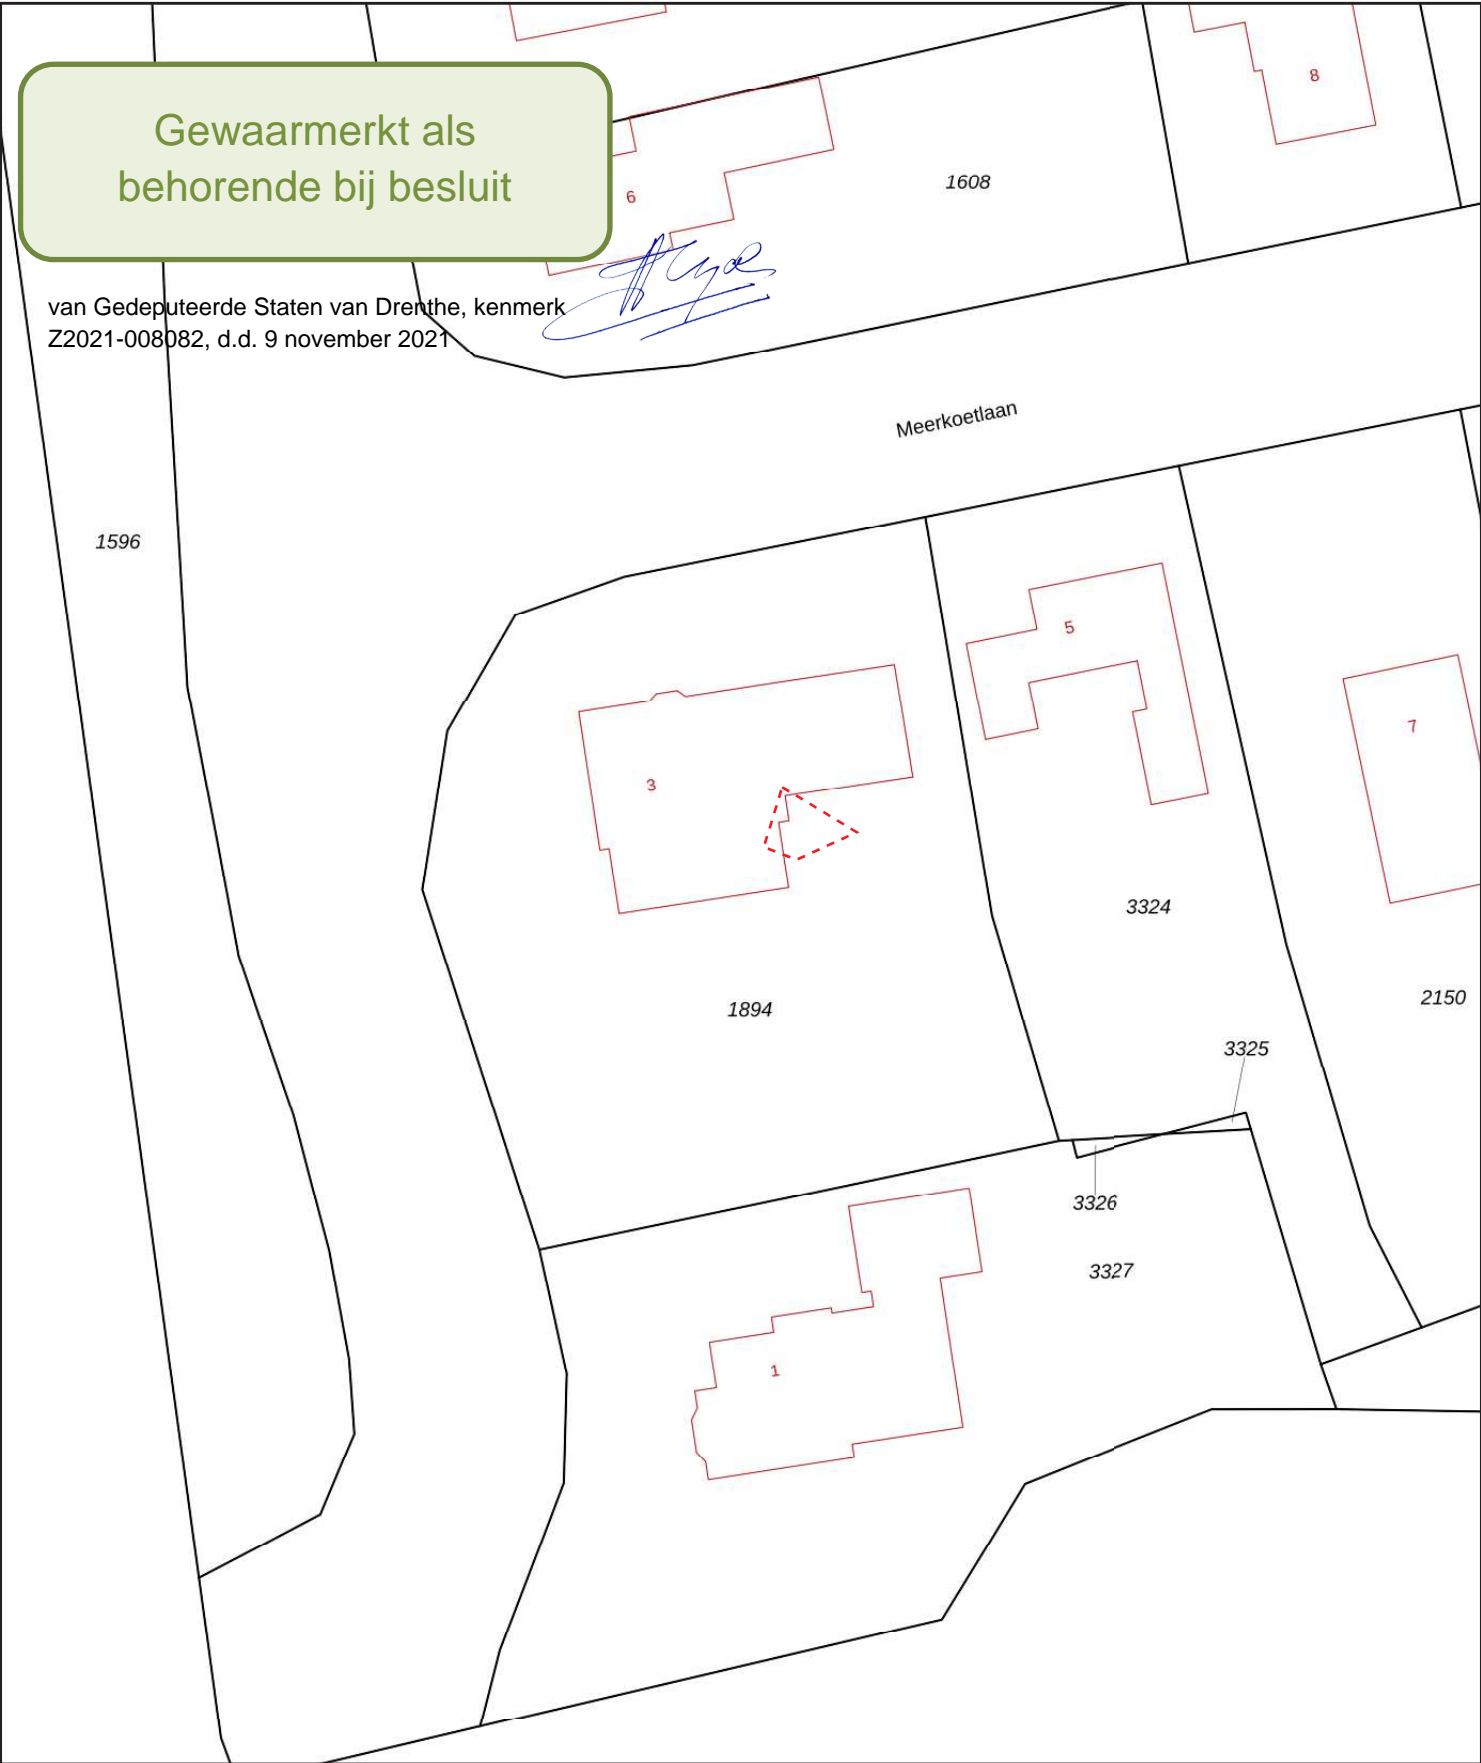 Gewaarmerkt als
behorende bij besluit
van Gedeputeerde Staten van Drenthe, kenmerk
Z2021-008082, d.d. 9 november 2021
8
6
1608
Meerkoetlaan
1596
5
7
3
3324
2150
1894
3325
3326
3327
1